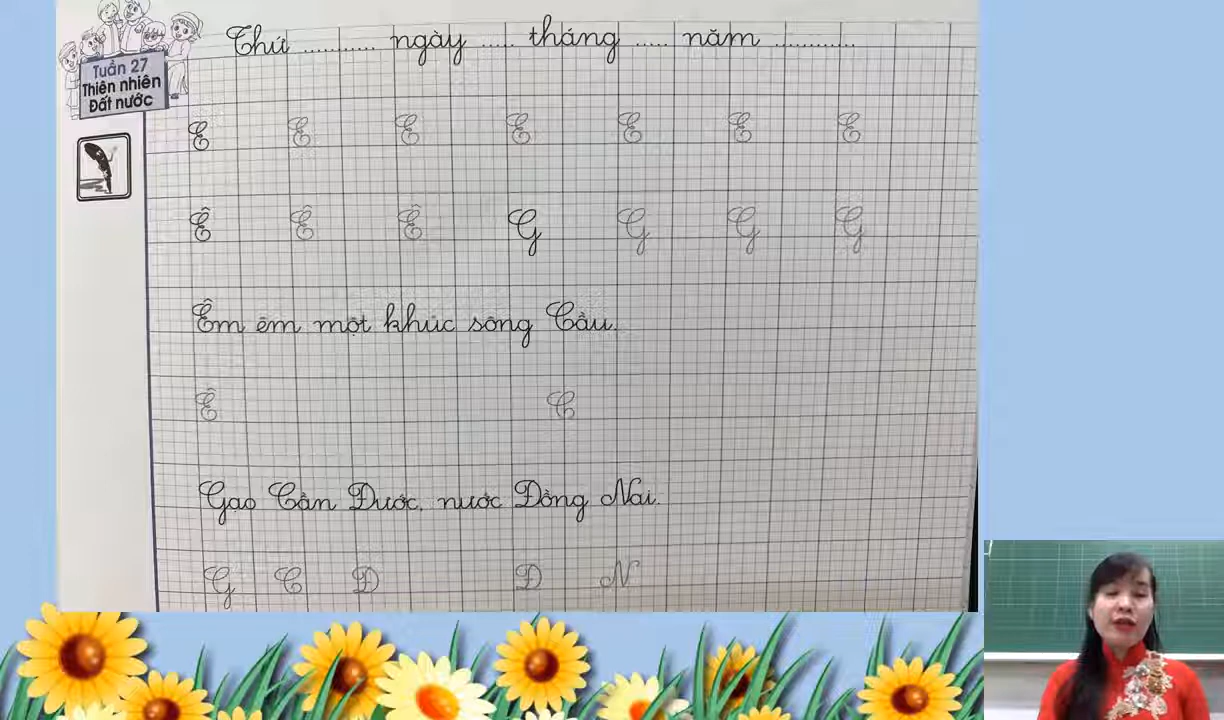 Thứ ............ ngày ..... tháng ..... năm ............
Tuần 27
Thiên nhiên
Đất nước
E E E E E E E
Ê Ê Ê G G G G
Êm êm một khúc sông Cầu.
Ê C
Gạo Cần Đước, nước Đồng Nai.
G C Đ Đ N